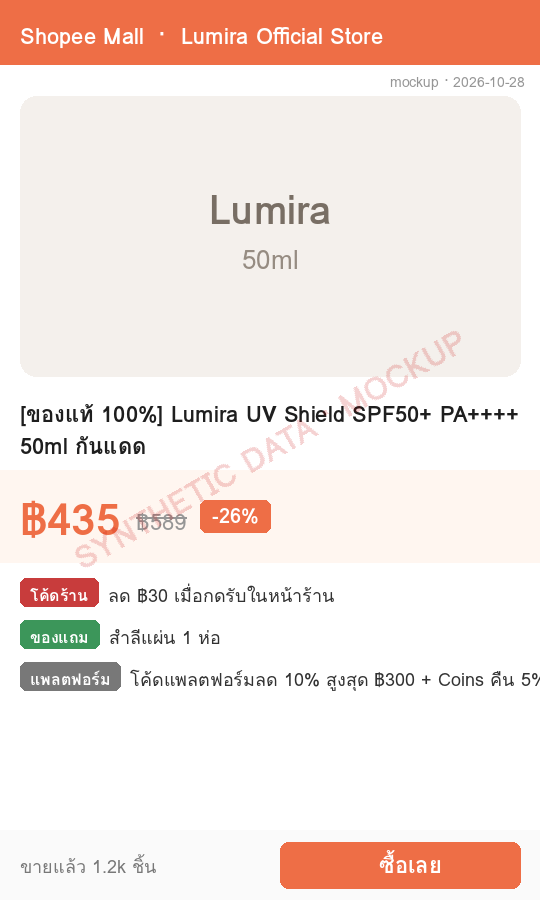 Shopee Mall · Lumira Official Store
mockup · 2026-10-28
Lumira
50ml
SYNTHETIC DATA · MOCKUP
[ของแท้ 100%] Lumira UV Shield SPF50+ PA++++
50ml กันแดด
฿435 ฿589 -26%
โค้ดร้าน ลด ฿30 เมื่อกดรับในหน้าร้าน
ของแถม สำลีแผ่น 1 ห่อ
แพลตฟอร์ม โค้ดแพลตฟอร์มลด 10% สูงสุด ฿300 + Coins คืน 5%
ขายแล้ว 1.2k ชิ้น ซื้อเลย